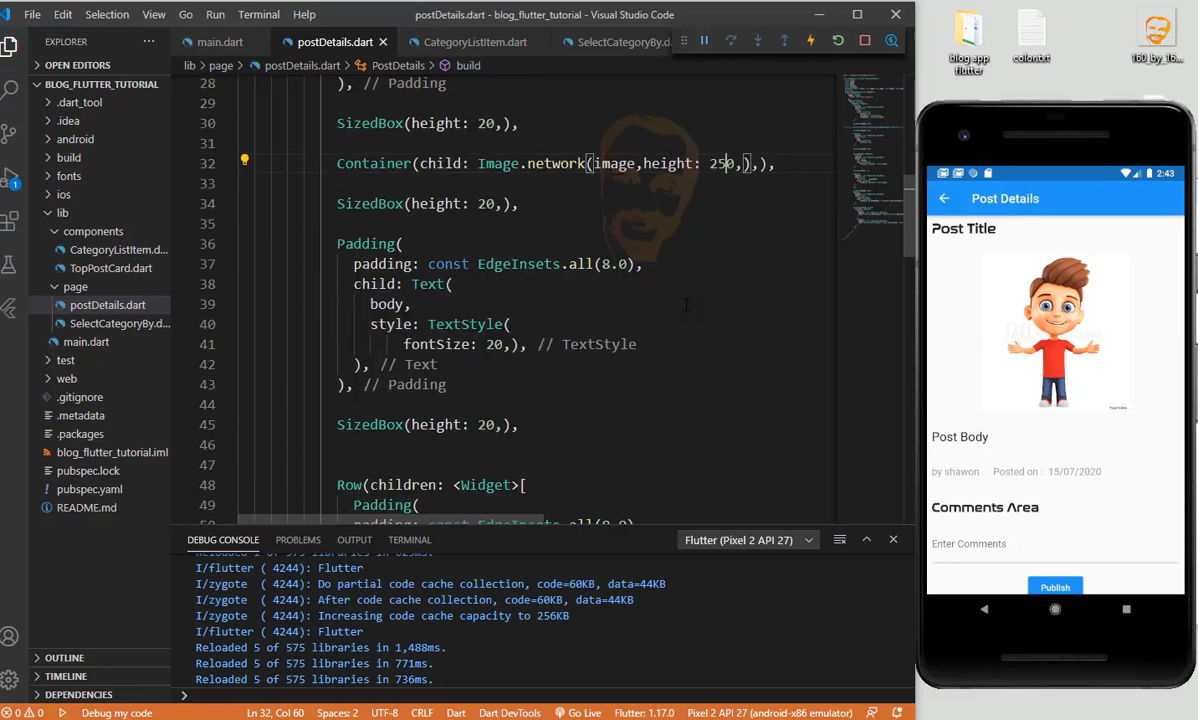 File Edit Selection View Go Run Terminal Help
postDetails.dart - blog_flutter_tutorial - Visual Studio Code
EXPLORER
OPEN EDITORS
BLOG_FLUTTER_TUTORIAL
.dart_tool
.idea
android
build
fonts
ios
lib
components
CategoryListItem.d...
TopPostCard.dart
page
postDetails.dart
SelectCategoryBy.d...
main.dart
test
web
.gitignore
.metadata
.packages
blog_flutter_tutorial.iml
pubspec.lock
pubspec.yaml
README.md
OUTLINE
TIMELINE
DEPENDENCIES
main.dart postDetails.dart CategoryListItem.dart SelectCategoryBy.d
lib > page > postDetails.dart > PostDetails > build
28 ), // Padding
29
30 SizedBox(height: 20,),
31
32 Container(child: Image.network(image,height: 250,),),
33
34 SizedBox(height: 20,),
35
36 Padding(
37 padding: const EdgeInsets.all(8.0),
38 child: Text(
39 body,
40 style: TextStyle(
41 fontSize: 20,), // TextStyle
42 ), // Text
43 ), // Padding
44
45 SizedBox(height: 20,),
46
47
48 Row(children: <Widget>[
49 Padding(
padding: const EdgeInsets.all(8.0)
DEBUG CONSOLE PROBLEMS OUTPUT TERMINAL
Flutter (Pixel 2 API 27)
Reloaded 1 of 575 libraries in 825ms.
I/flutter ( 4244): Flutter
I/zygote ( 4244): Do partial code cache collection, code=60KB, data=44KB
I/zygote ( 4244): After code cache collection, code=60KB, data=44KB
I/zygote ( 4244): Increasing code cache capacity to 256KB
I/flutter ( 4244): Flutter
Reloaded 5 of 575 libraries in 1,488ms.
Reloaded 5 of 575 libraries in 771ms.
Reloaded 5 of 575 libraries in 736ms.
0 0 Debug my code Ln 32, Col 60 Spaces: 2 UTF-8 CRLF Dart Dart DevTools Go Live Flutter: 1.17.0 Pixel 2 API 27 (android-x86 emulator)
blog app
flutter
color.txt
160_by_16...
2:43
Post Details
Post Title
Post Body
by shawon Posted on : 15/07/2020
Comments Area
Enter Comments
Publish